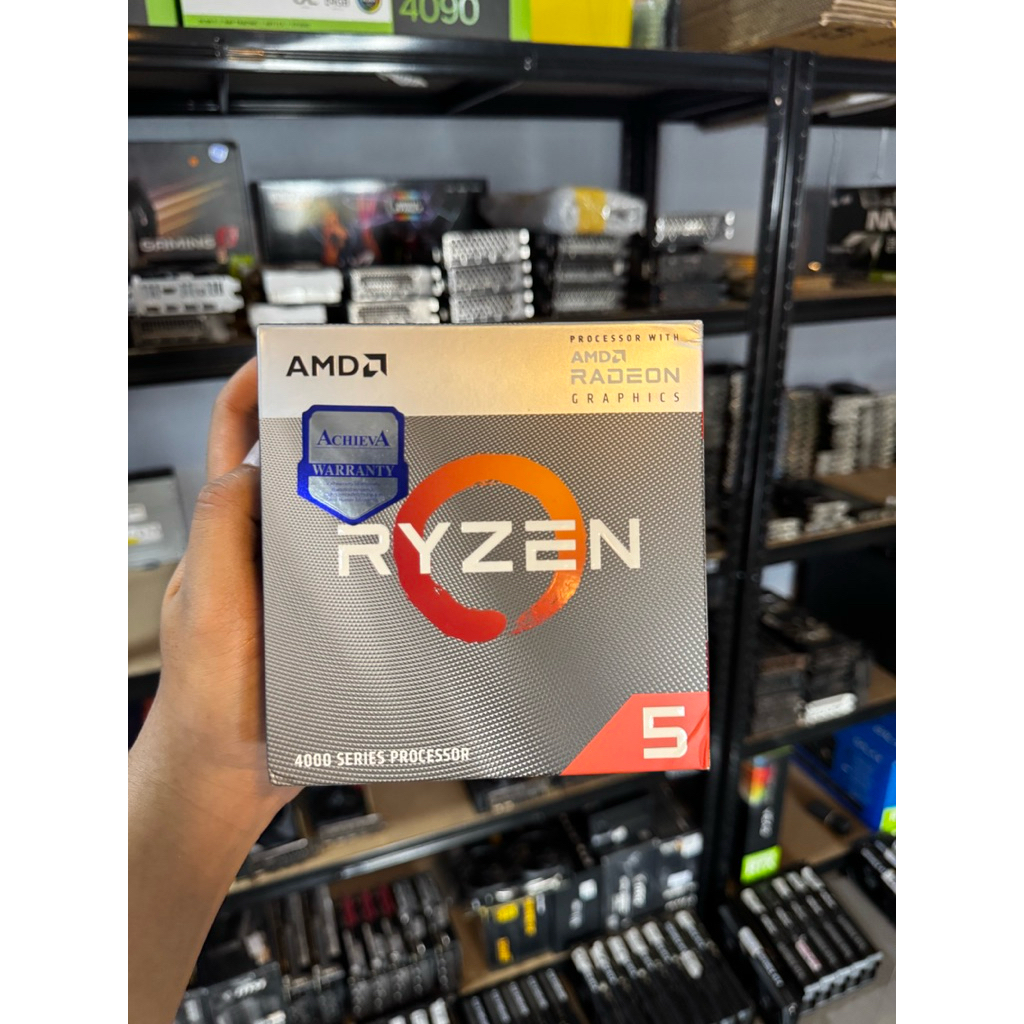 4090
GAMING
AMD
PROCESSOR WITH
AMD
RADEON
GRAPHICS
ACHIEVA
WARRANTY
RYZEN
5
4000 SERIES PROCESSOR